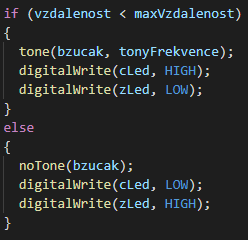 if (vzdalenost < maxVzdalenost)
{
  tone(bzucak, tonyFrekvence);
  digitalWrite(cLed, HIGH);
  digitalWrite(zLed, LOW);
}
else
{
  noTone(bzucak);
  digitalWrite(cLed, LOW);
  digitalWrite(zLed, HIGH);
}